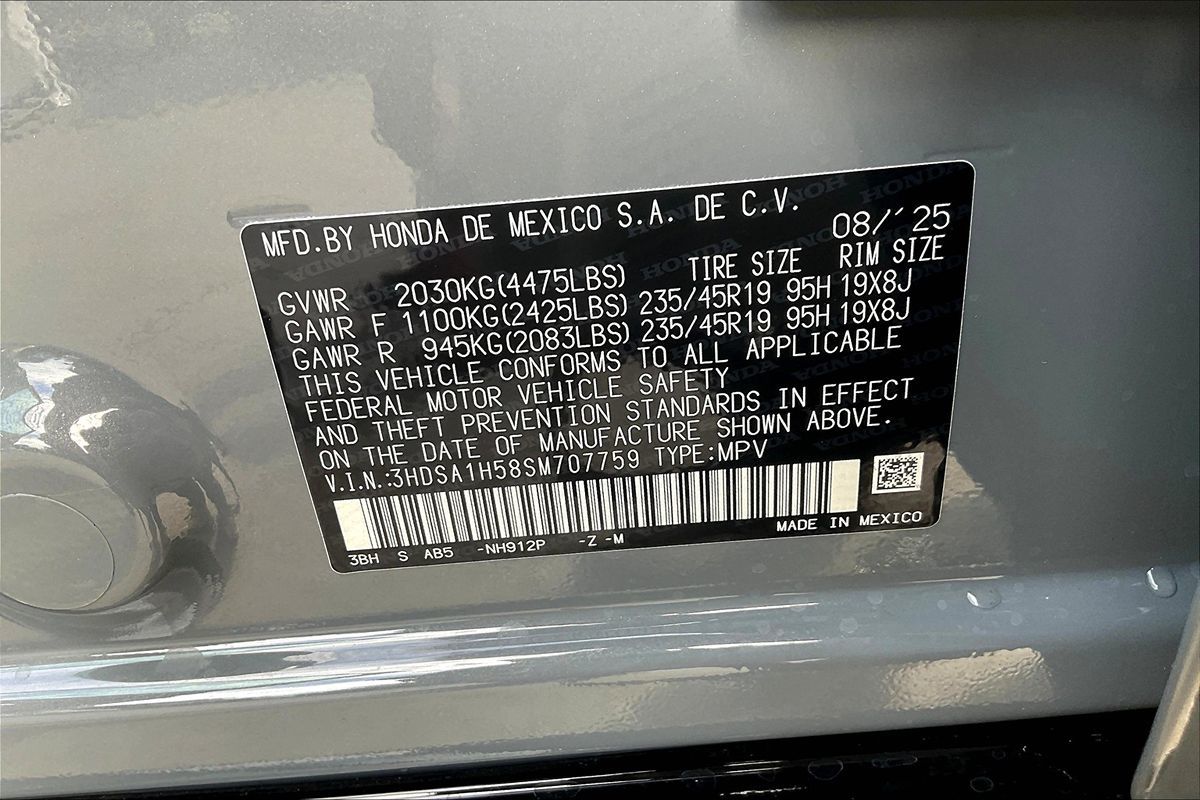 MFD.BY HONDA DE MEXICO S.A. DE C.V.
08/'25
TIRE SIZE RIM SIZE
GVWR 2030KG(4475LBS)
GAWR F 1100KG(2425LBS) 235/45R19 95H 19X8J
GAWR R 945KG(2083LBS) 235/45R19 95H 19X8J
THIS VEHICLE CONFORMS TO ALL APPLICABLE
FEDERAL MOTOR VEHICLE SAFETY
AND THEFT PREVENTION STANDARDS IN EFFECT
ON THE DATE OF MANUFACTURE SHOWN ABOVE.
V.I.N.:3HDSA1H58SM707759 TYPE:MPV
MADE IN MEXICO
3BH S AB5 -NH912P -Z -M